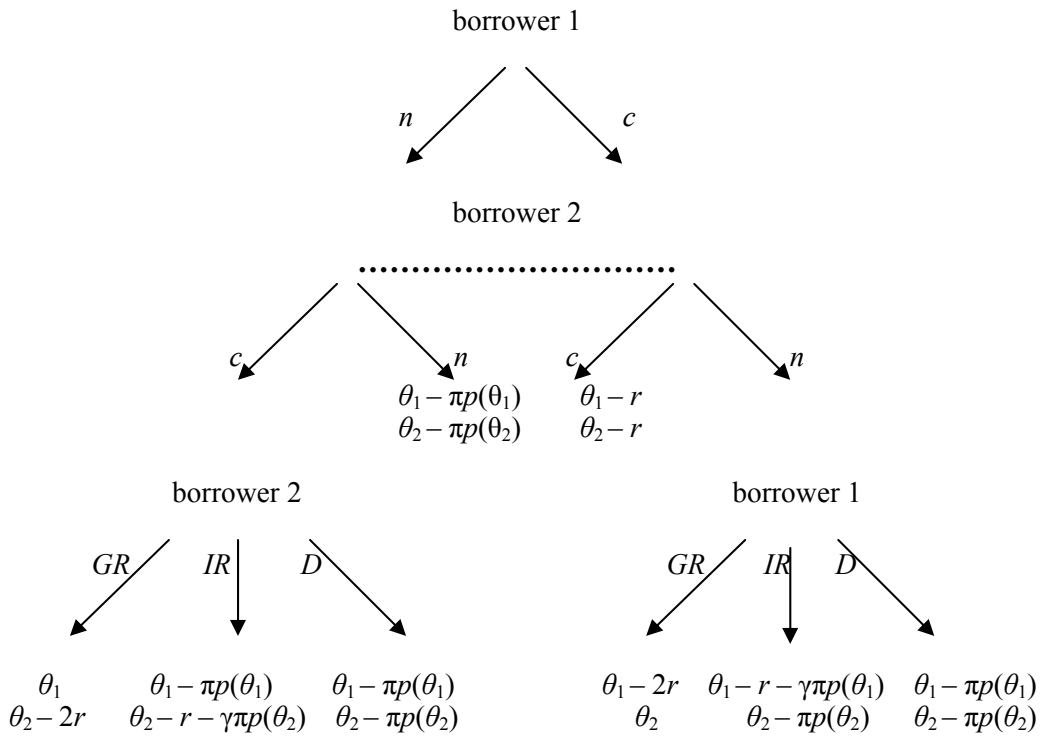 borrower 1
n c
borrower 2
c n c n
θ₁ – πp(θ₁) θ₁ – r
θ₂ – πp(θ₂) θ₂ – r
borrower 2 borrower 1
GR IR D GR IR D
θ₁ θ₁ – πp(θ₁) θ₁ – πp(θ₁) θ₁ – 2r θ₁ – r – γπp(θ₁) θ₁ – πp(θ₁)
θ₂ – 2r θ₂ – r – γπp(θ₂) θ₂ – πp(θ₂) θ₂ θ₂ – πp(θ₂) θ₂ – πp(θ₂)